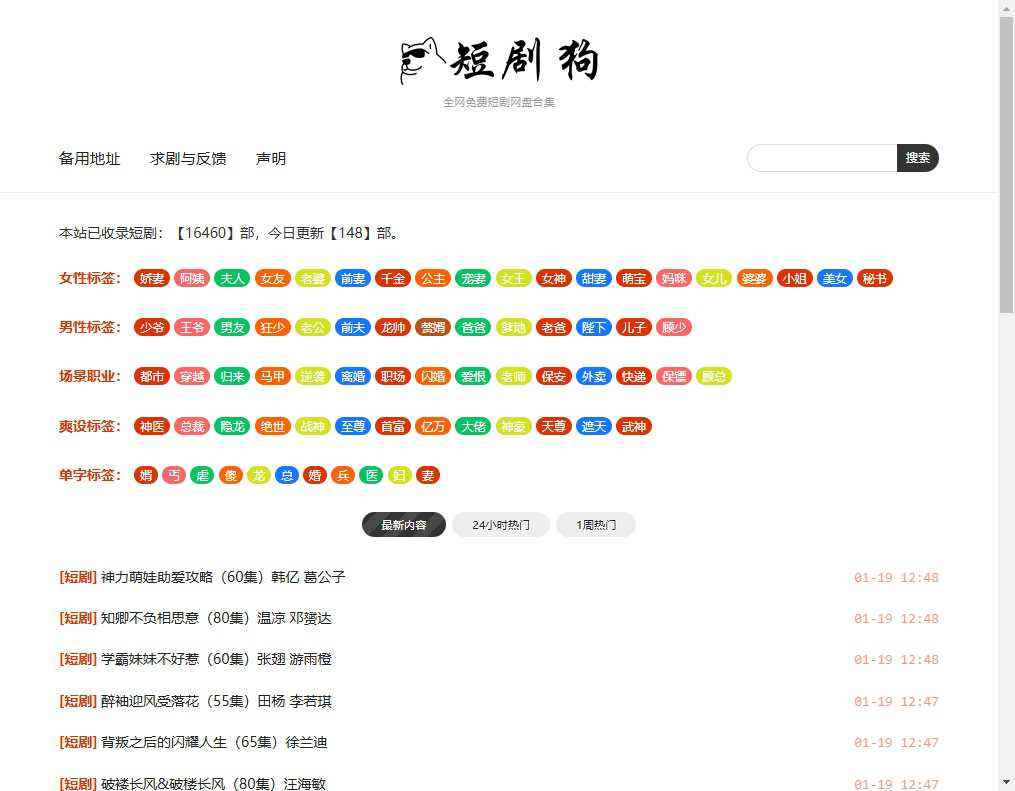 短剧狗
全网免费短剧网盘合集
备用地址 求剧与反馈 声明 搜索
本站已收录短剧：【16460】部，今日更新【148】部。
女性标签： 娇妻 阿姨 夫人 女友 老婆 前妻 千金 公主 宠妻 女王 女神 甜妻 萌宝 妈咪 女儿 婆婆 小姐 美女 秘书
男性标签： 少爷 王爷 男友 狂少 老公 前夫 龙帅 赘婿 爸爸 爹地 老爸 陛下 儿子 顾少
场景职业： 都市 穿越 归来 马甲 逆袭 离婚 职场 闪婚 爱恨 老师 保安 外卖 快递 保镖 顾总
爽设标签： 神医 总裁 隐龙 绝世 战神 至尊 首富 亿万 大佬 神豪 天尊 遮天 武神
单字标签： 婿 丐 虐 傻 龙 总 婚 兵 医 妇 妻
最新内容 24小时热门 1周热门
[短剧] 神力萌娃助爱攻略（60集）韩亿 葛公子 01-19 12:48
[短剧] 知卿不负相思意（80集）温凉 邓赟达 01-19 12:48
[短剧] 学霸妹妹不好惹（60集）张翅 游雨橙 01-19 12:48
[短剧] 醉袖迎风受落花（55集）田杨 李若琪 01-19 12:47
[短剧] 背叛之后的闪耀人生（65集）徐兰迪 01-19 12:47
[短剧] 破褛长风&破楼长风（80集）汪海敏 01-19 12:47